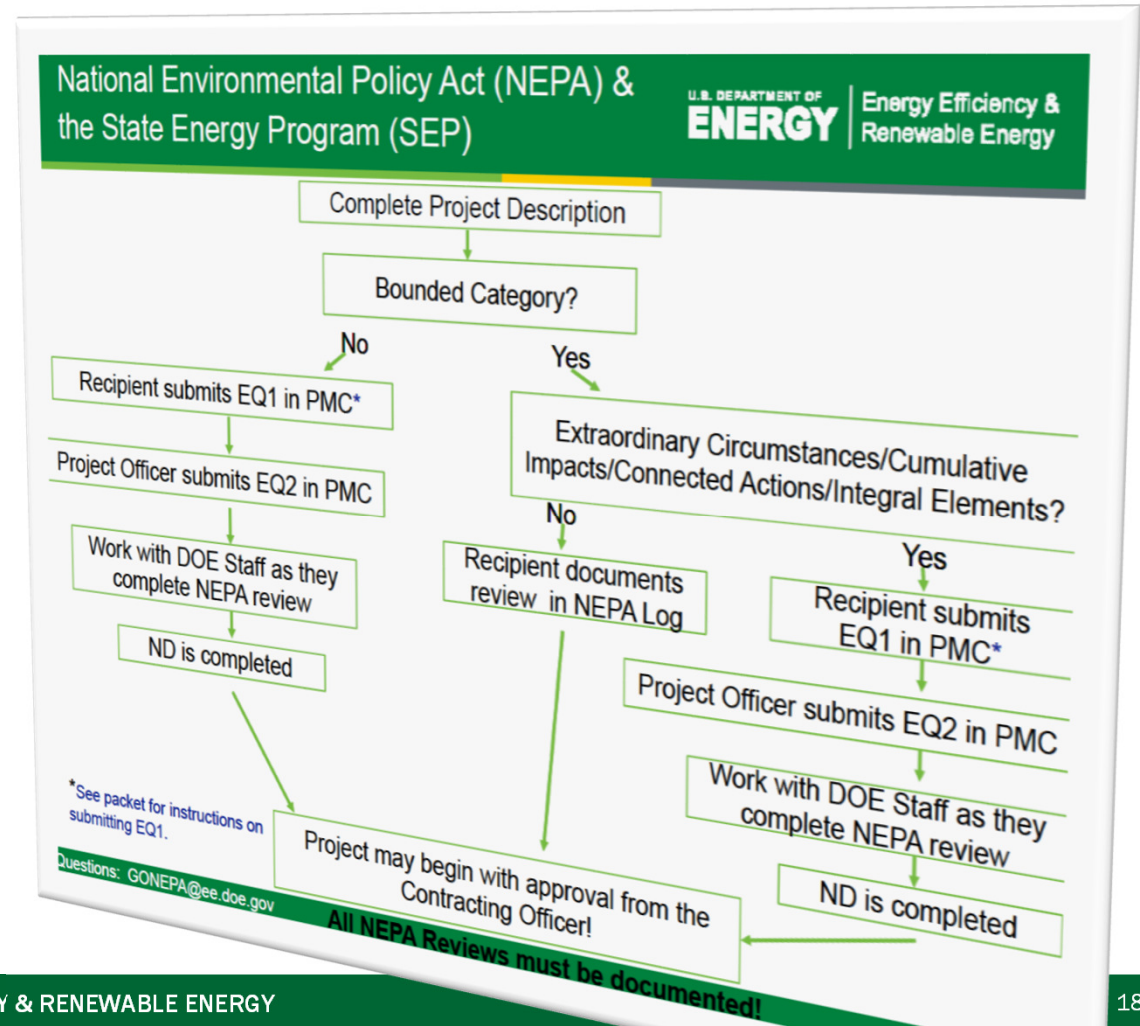 National Environmental Policy Act (NEPA) &
the State Energy Program (SEP)
U.S. DEPARTMENT OF
ENERGY
Energy Efficiency &
Renewable Energy
Complete Project Description
Bounded Category?
No
Yes
Recipient submits EQ1 in PMC*
Project Officer submits EQ2 in PMC
Work with DOE Staff as they
complete NEPA review
ND is completed
Extraordinary Circumstances/Cumulative
Impacts/Connected Actions/Integral Elements?
No
Recipient documents
review in NEPA Log
Yes
Recipient submits
EQ1 in PMC*
Project Officer submits EQ2 in PMC
Work with DOE Staff as they
complete NEPA review
ND is completed
*See packet for instructions on
submitting EQ1.
Project may begin with approval from the
Contracting Officer!
Questions: GONEPA@ee.doe.gov
All NEPA Reviews must be documented!
Y & RENEWABLE ENERGY
18